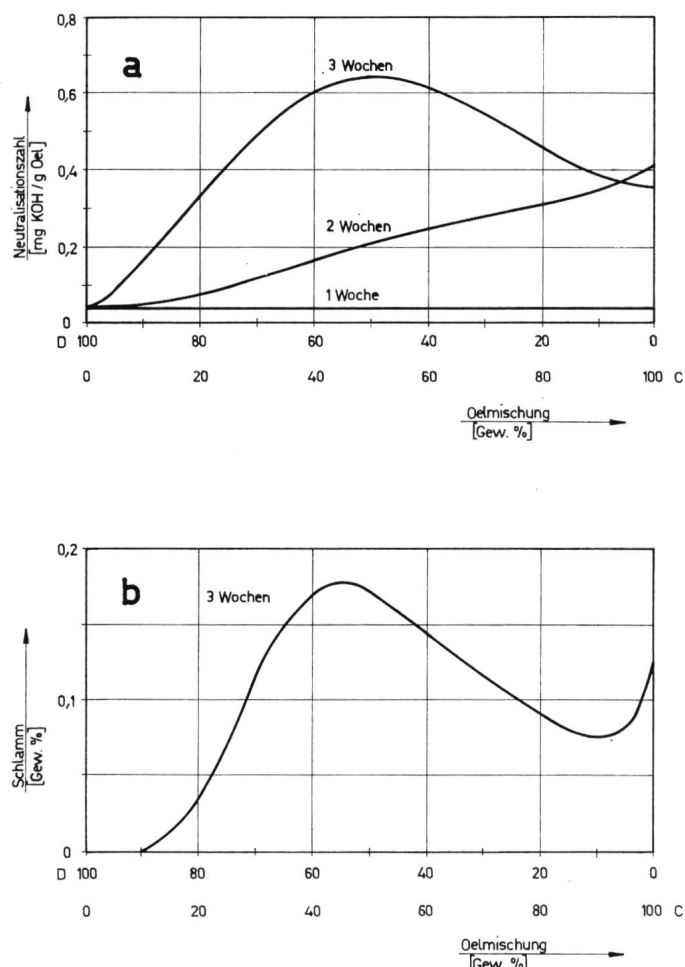 0,8
a
3 Wochen
0,6
Neutralisationszahl
[mg KOH / g Oel]
0,4
2 Wochen
0,2
1 Woche
0
D 100 80 60 40 20 0
0 20 40 60 80 100 C
Oelmischung
[Gew. %]
0,2
b
3 Wochen
0,1
Schlamm
[Gew. %]
0
D 100 80 60 40 20 0
0 20 40 60 80 100 C
Oelmischung
[Gew. %]